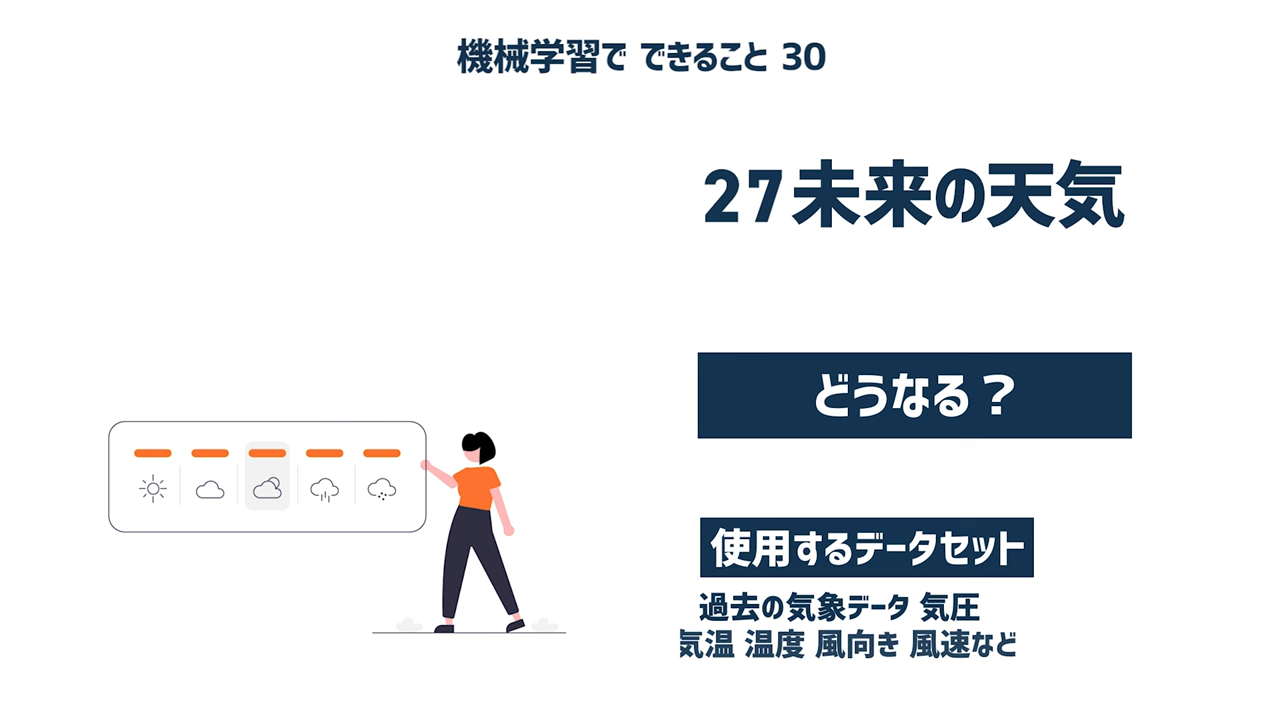 機械学習で できること 30
27 未来の天気
どうなる？
使用するデータセット
過去の気象データ 気圧
気温 温度 風向き 風速など